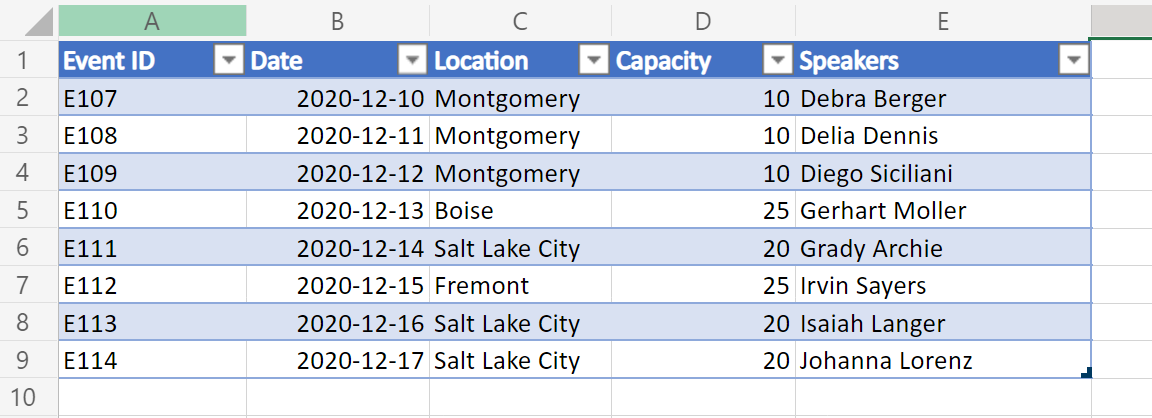 A B C D E
1 Event ID Date Location Capacity Speakers
2 E107 2020-12-10 Montgomery 10 Debra Berger
3 E108 2020-12-11 Montgomery 10 Delia Dennis
4 E109 2020-12-12 Montgomery 10 Diego Siciliani
5 E110 2020-12-13 Boise 25 Gerhart Moller
6 E111 2020-12-14 Salt Lake City 20 Grady Archie
7 E112 2020-12-15 Fremont 25 Irvin Sayers
8 E113 2020-12-16 Salt Lake City 20 Isaiah Langer
9 E114 2020-12-17 Salt Lake City 20 Johanna Lorenz
10